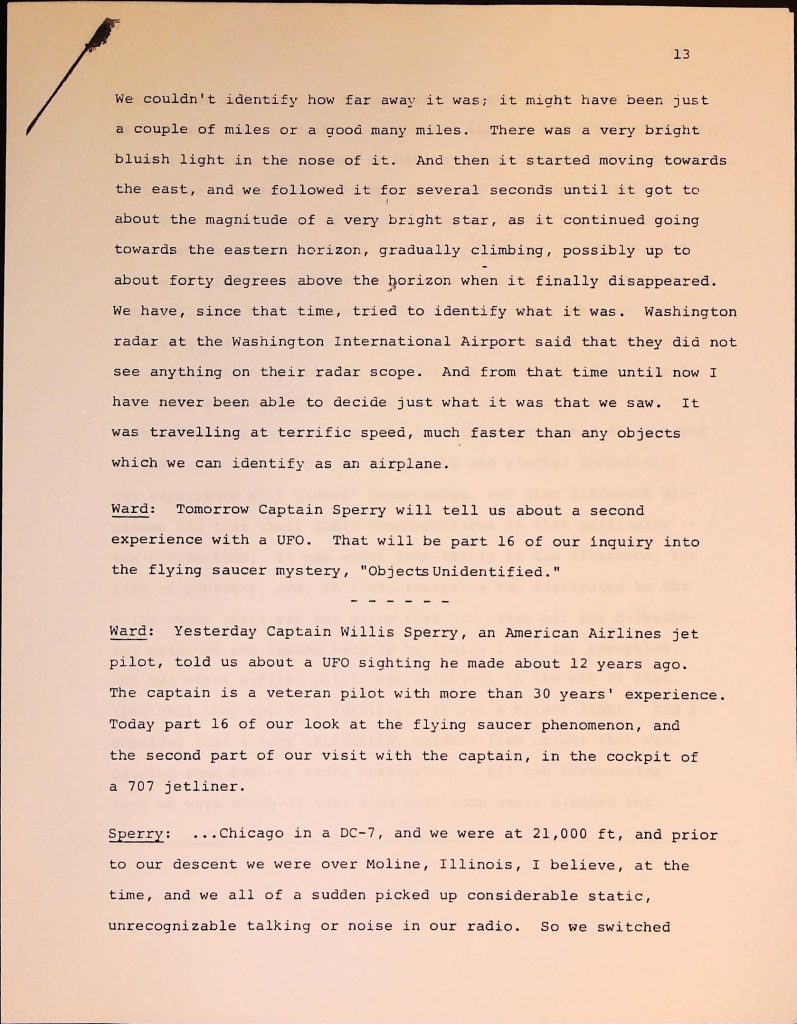 13
We couldn't identify how far away it was; it might have been just
a couple of miles or a good many miles.  There was a very bright
bluish light in the nose of it.  And then it started moving towards
the east, and we followed it for several seconds until it got to
about the magnitude of a very bright star, as it continued going
towards the eastern horizon, gradually climbing, possibly up to
about forty degrees above the horizon when it finally disappeared.
We have, since that time, tried to identify what it was.  Washington
radar at the Washington International Airport said that they did not
see anything on their radar scope.  And from that time until now I
have never been able to decide just what it was that we saw.  It
was travelling at terrific speed, much faster than any objects
which we can identify as an airplane.
Ward:  Tomorrow Captain Sperry will tell us about a second
experience with a UFO.  That will be part 16 of our inquiry into
the flying saucer mystery, "Objects Unidentified."
- - - - - -
Ward:  Yesterday Captain Willis Sperry, an American Airlines jet
pilot, told us about a UFO sighting he made about 12 years ago.
The captain is a veteran pilot with more than 30 years' experience.
Today part 16 of our look at the flying saucer phenomenon, and
the second part of our visit with the captain, in the cockpit of
a 707 jetliner.
Sperry:  ...Chicago in a DC-7, and we were at 21,000 ft, and prior
to our descent we were over Moline, Illinois, I believe, at the
time, and we all of a sudden picked up considerable static,
unrecognizable talking or noise in our radio.  So we switched